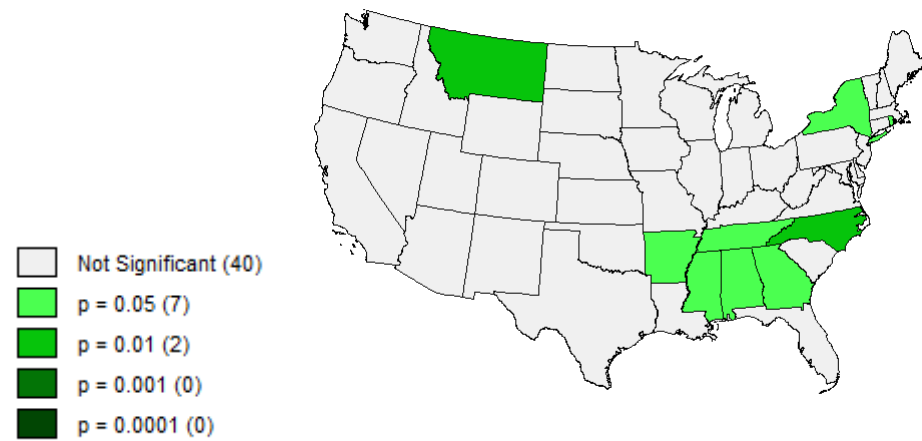 Not Significant (40)
p = 0.05 (7)
p = 0.01 (2)
p = 0.001 (0)
p = 0.0001 (0)